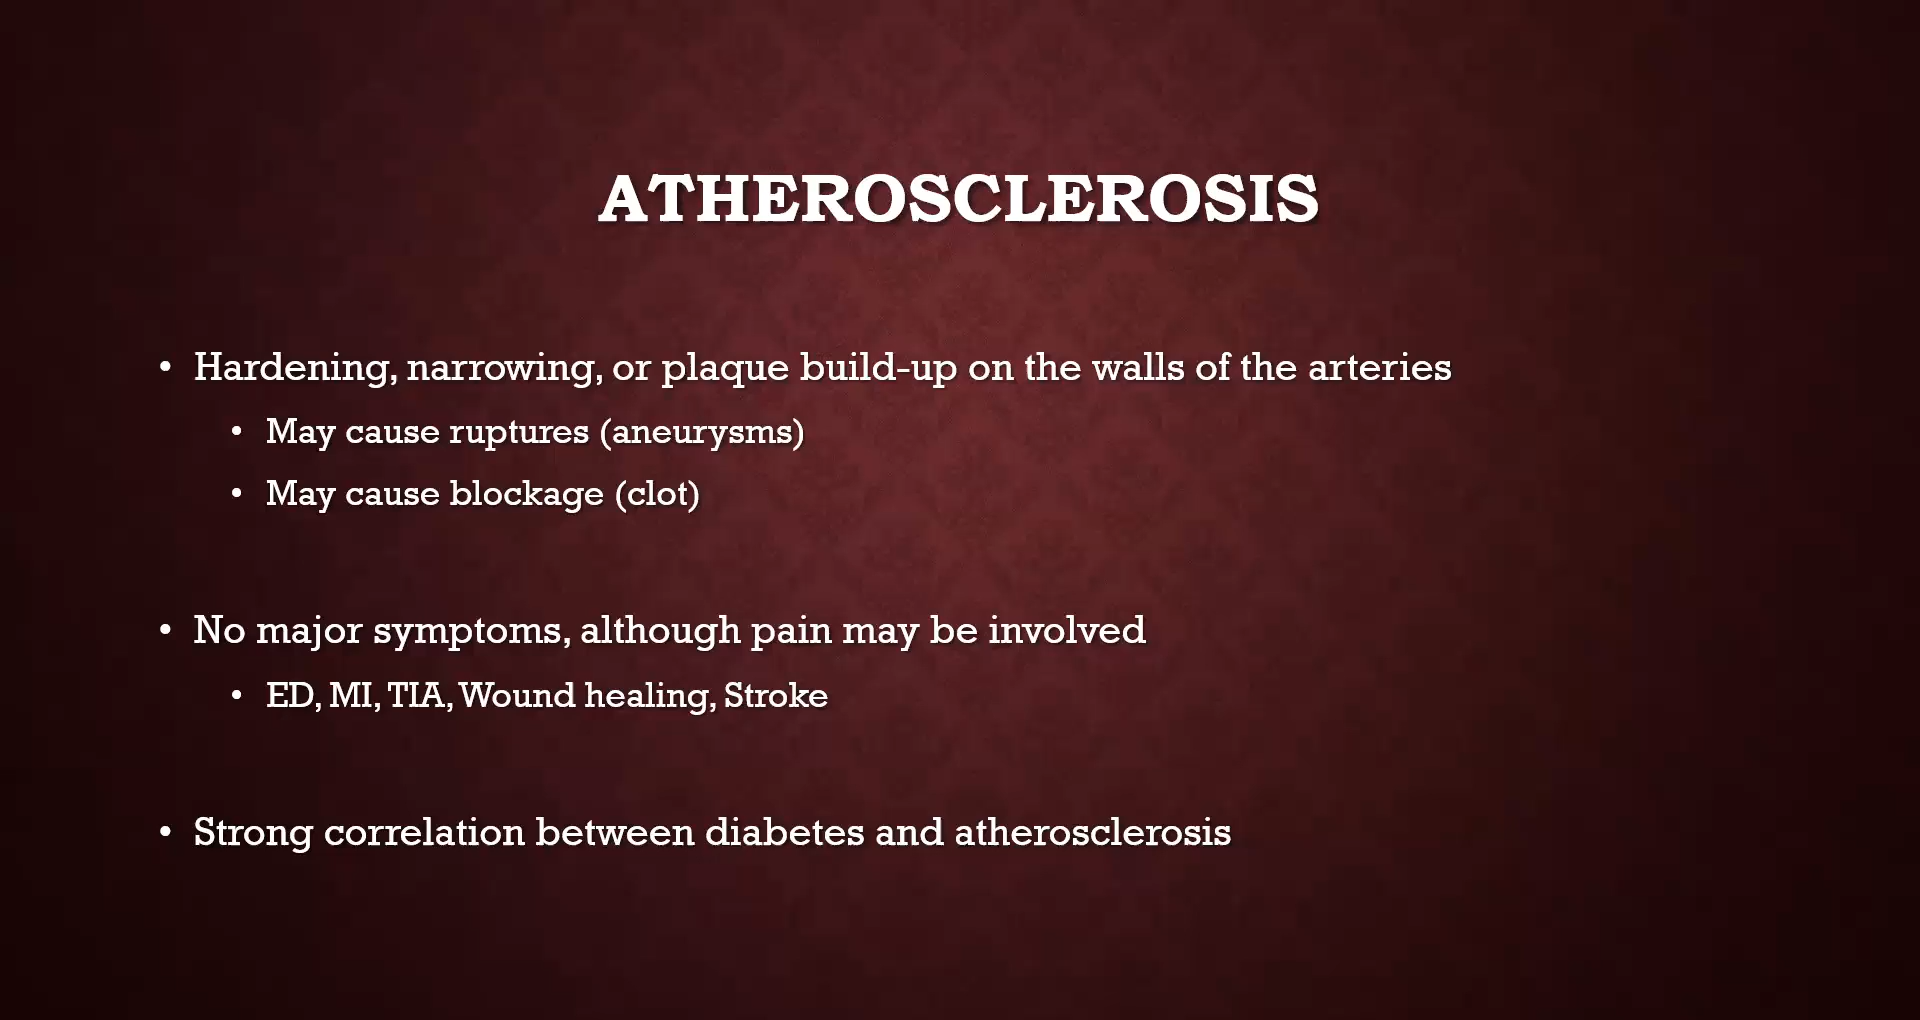 ATHEROSCLEROSIS
• Hardening, narrowing, or plaque build-up on the walls of the arteries
• May cause ruptures (aneurysms)
• May cause blockage (clot)
• No major symptoms, although pain may be involved
• ED, MI, TIA, Wound healing, Stroke
• Strong correlation between diabetes and atherosclerosis